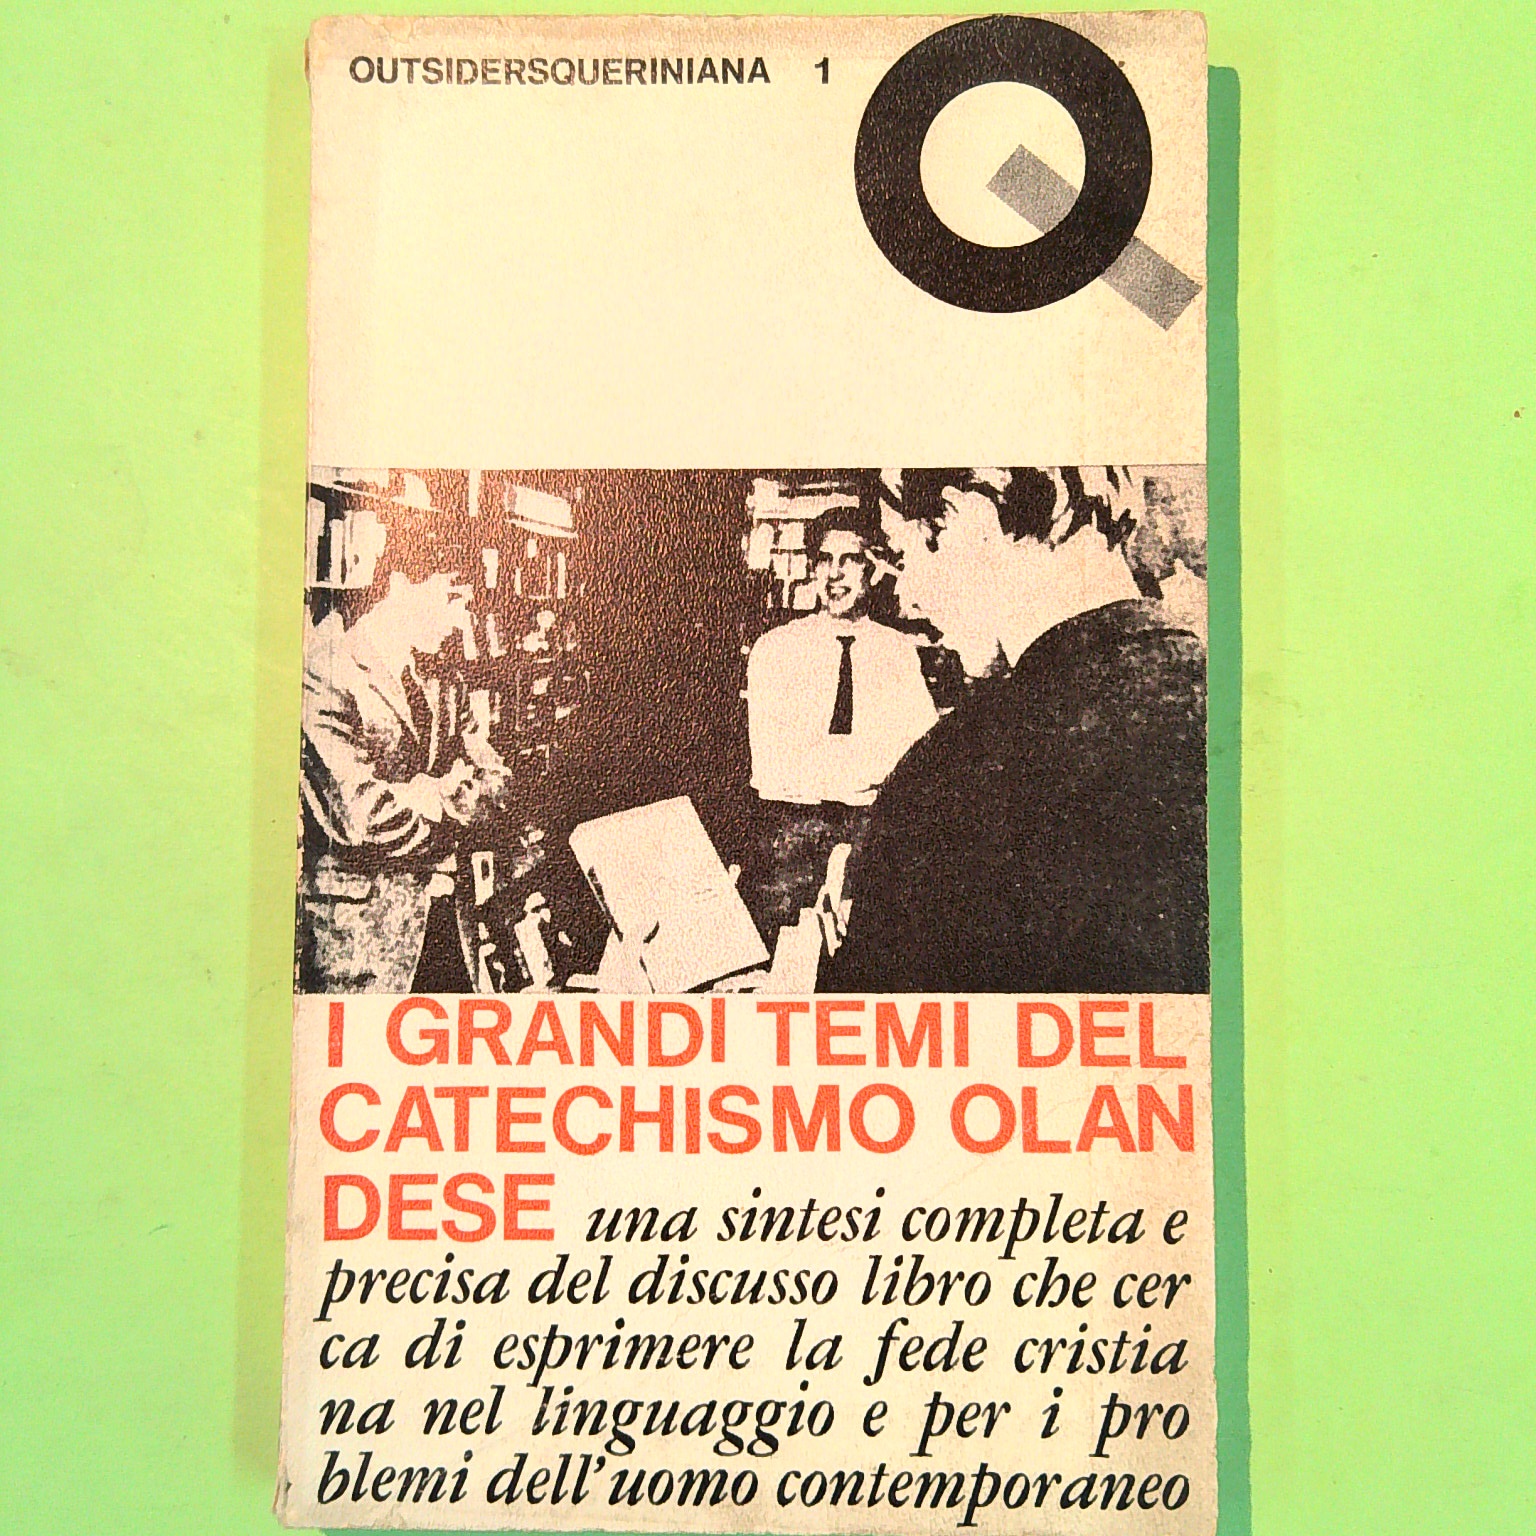 OUTSIDERSQUERINIANA 1
Q
I GRANDI TEMI DEL
CATECHISMO OLAN
DESE una sintesi completa e
precisa del discusso libro che cer
ca di esprimere la fede cristia
na nel linguaggio e per i pro
blemi dell'uomo contemporaneo